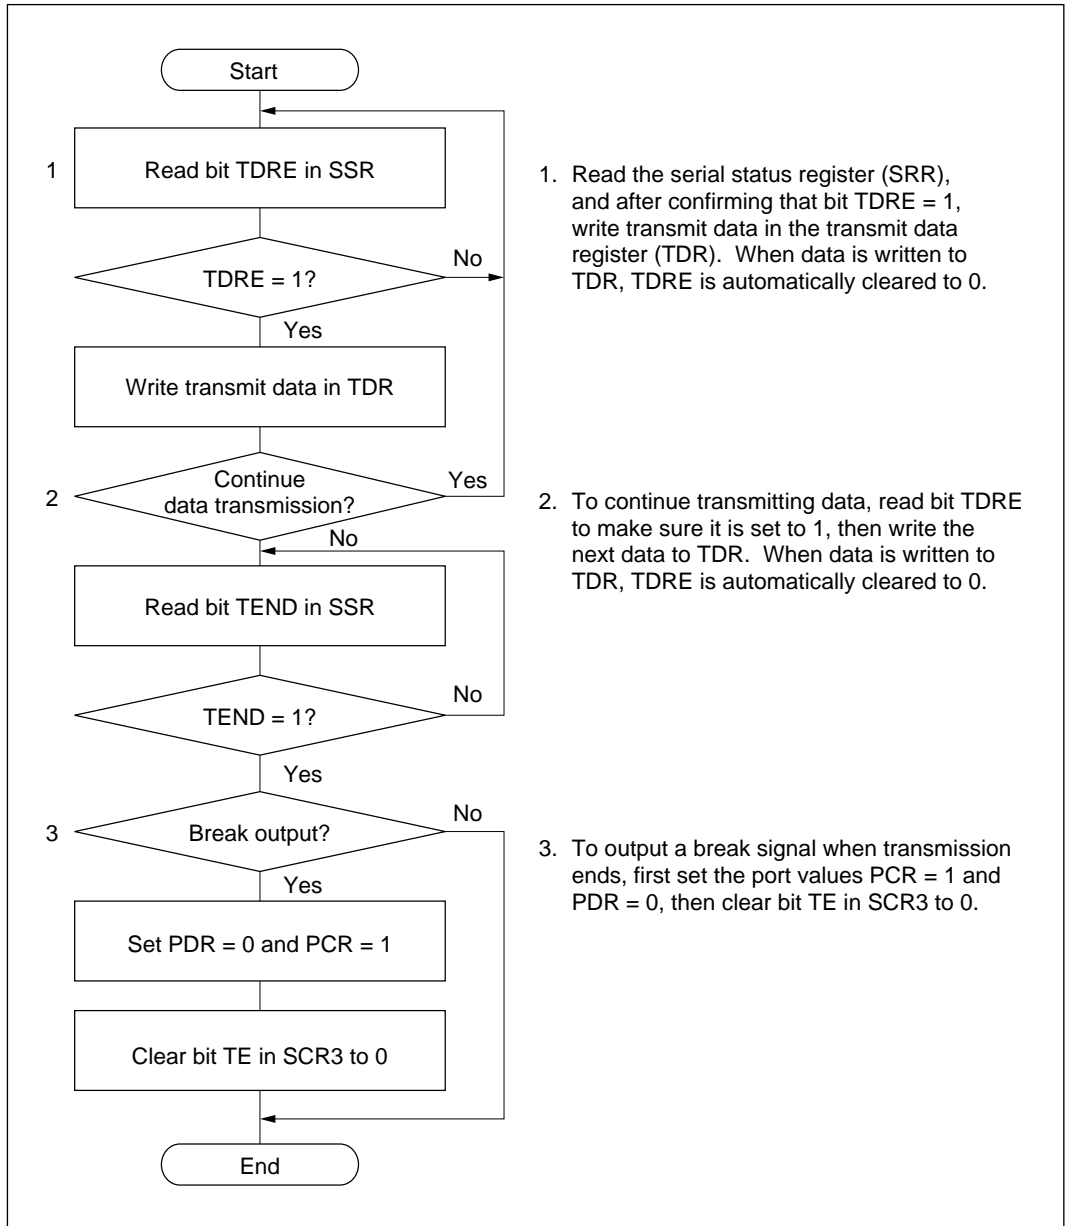 Start
1
Read bit TDRE in SSR
TDRE = 1?
No
Yes
Write transmit data in TDR
2
Continue
data transmission?
Yes
No
Read bit TEND in SSR
TEND = 1?
No
Yes
3
Break output?
No
Yes
Set PDR = 0 and PCR = 1
Clear bit TE in SCR3 to 0
End
1. Read the serial status register (SRR),
and after confirming that bit TDRE = 1,
write transmit data in the transmit data
register (TDR).  When data is written to
TDR, TDRE is automatically cleared to 0.
2. To continue transmitting data, read bit TDRE
to make sure it is set to 1, then write the
next data to TDR.  When data is written to
TDR, TDRE is automatically cleared to 0.
3. To output a break signal when transmission
ends, first set the port values PCR = 1 and
PDR = 0, then clear bit TE in SCR3 to 0.